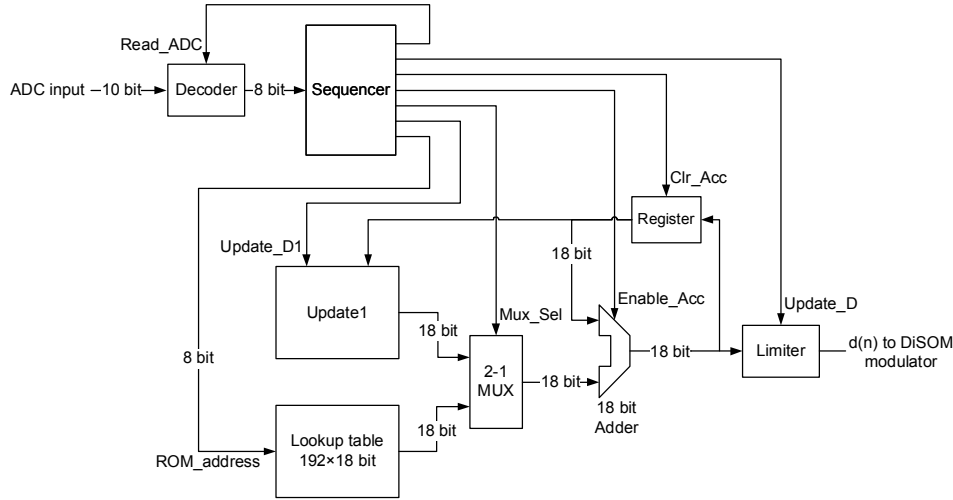 Read_ADC
ADC input
10 bit
Decoder
8 bit
Sequencer
Clr_Acc
Register
Update_D1
18 bit
Update1
Mux_Sel
Enable_Acc
Update_D
18 bit
8 bit
2-1
MUX
18 bit
18 bit
Limiter
d(n) to DiSOM
modulator
18 bit
Adder
18 bit
Lookup table
192×18 bit
ROM_address